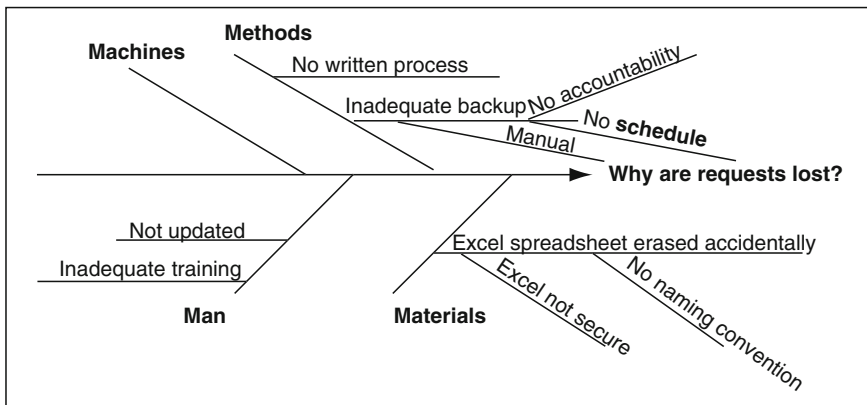 Methods
Machines
No written process
Inadequate backup
No accountability
No schedule
Manual
Why are requests lost?
Not updated
Inadequate training
Man
Excel spreadsheet erased accidentally
Excel not secure
No naming convention
Materials